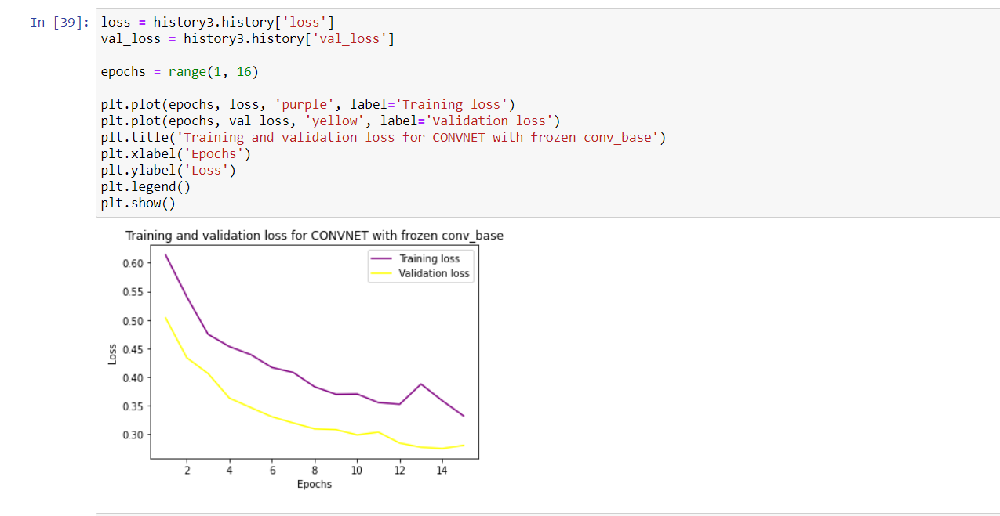 In [39]:
loss = history3.history['loss']
val_loss = history3.history['val_loss']
epochs = range(1, 16)
plt.plot(epochs, loss, 'purple', label='Training loss')
plt.plot(epochs, val_loss, 'yellow', label='Validation loss')
plt.title('Training and validation loss for CONVNET with frozen conv_base')
plt.xlabel('Epochs')
plt.ylabel('Loss')
plt.legend()
plt.show()
Training and validation loss for CONVNET with frozen conv_base
Training loss
Validation loss
0.60
0.55
0.50
0.45
0.40
0.35
0.30
Loss
2 4 6 8 10 12 14
Epochs